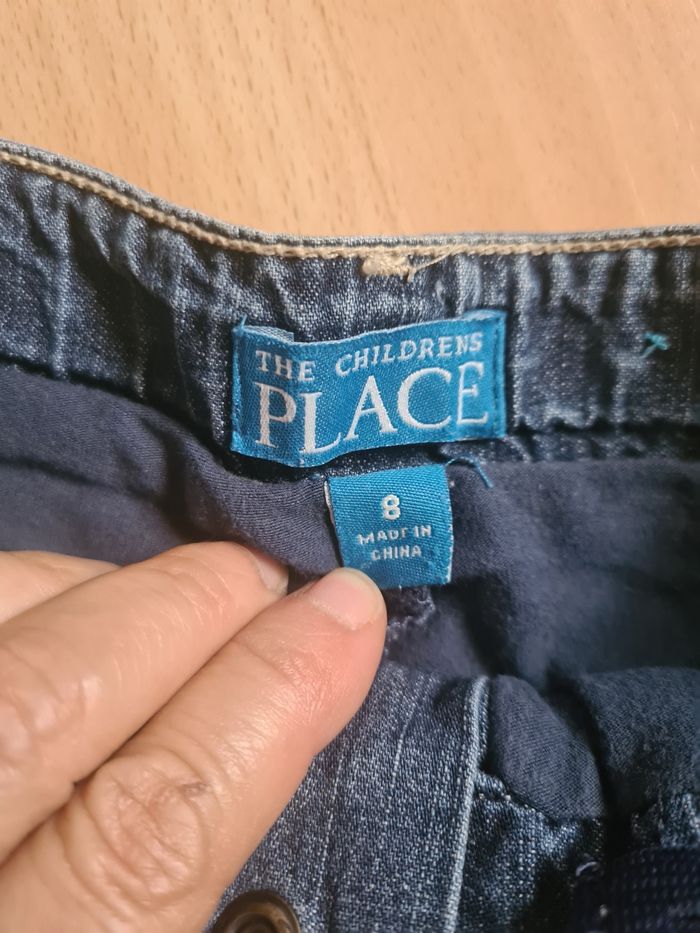 THE CHILDRENS
PLACE
8
MADE IN
CHINA